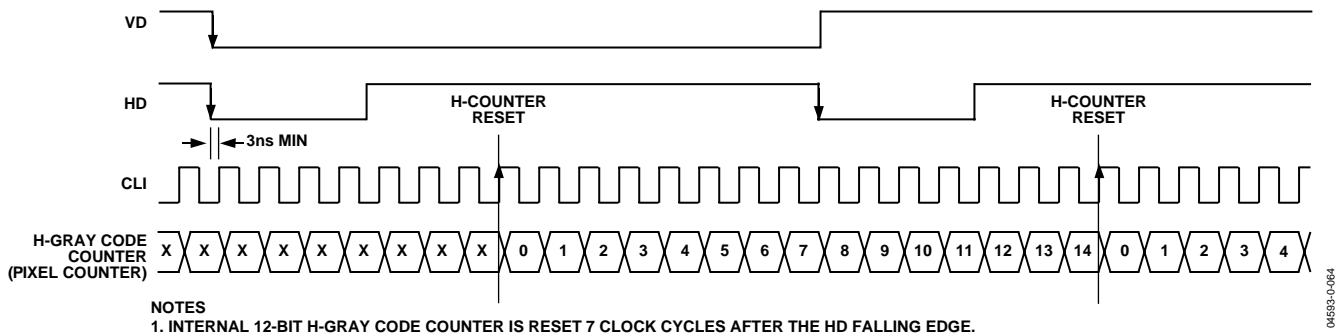 VD
HD
H-COUNTER
RESET
H-COUNTER
RESET
3ns MIN
CLI
H-GRAY CODE
COUNTER
(PIXEL COUNTER)
X X X X X X X X X 0 1 2 3 4 5 6 7 8 9 10 11 12 13 14 0 1 2 3 4
NOTES
1. INTERNAL 12-BIT H-GRAY CODE COUNTER IS RESET 7 CLOCK CYCLES AFTER THE HD FALLING EDGE.
04593-0-064